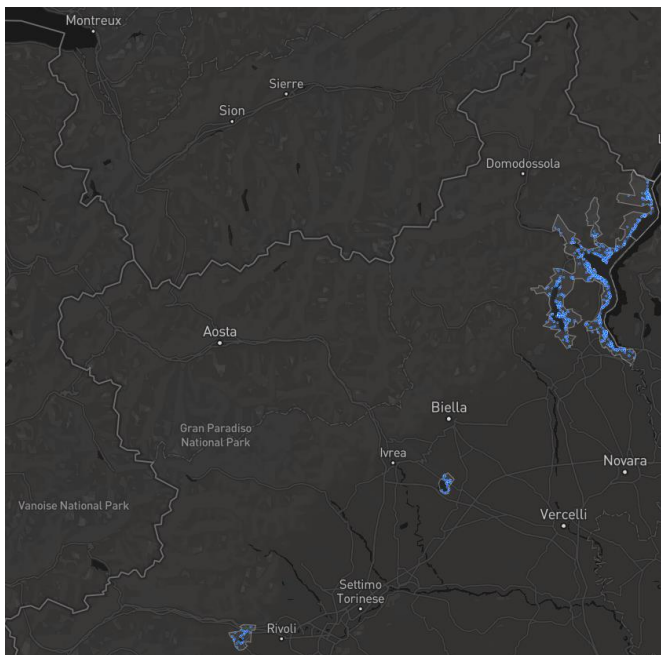 Montreux
Sierre
Sion
Domodossola
Aosta
Biella
Gran Paradiso
National Park
Ivrea
Novara
Vanoise National Park
Vercelli
Settimo
Torinese
Rivoli